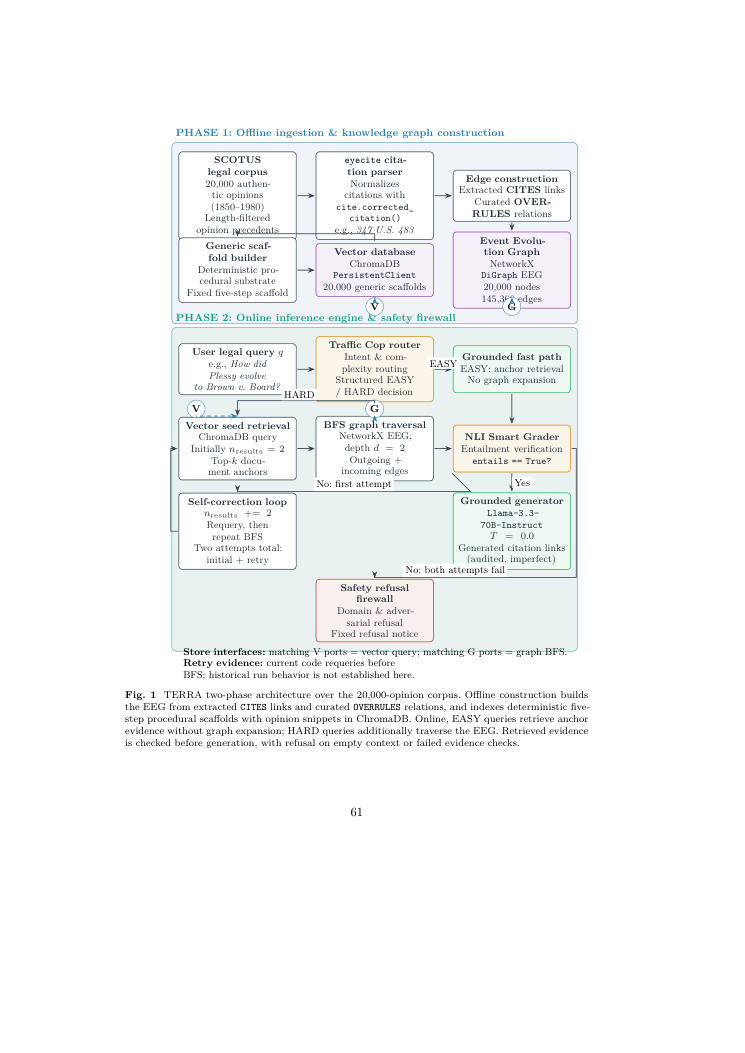 PHASE 1: Offline ingestion & knowledge graph construction
SCOTUS
legal corpus
20,000 authen-
tic opinions
(1850–1980)
Length-filtered
opinion precedents
eyecite cita-
tion parser
Normalizes
citations with
cite.corrected_
citation()
e.g., 347 U.S. 483
Edge construction
Extracted CITES links
Curated OVER-
RULES relations
Generic scaf-
fold builder
Deterministic pro-
cedural substrate
Fixed five-step scaffold
Vector database
ChromaDB
PersistentClient
20,000 generic scaffolds
V
Event Evolu-
tion Graph
NetworkX
DiGraph EEG
20,000 nodes
edges
G
PHASE 2: Online inference engine & safety firewall
User legal query q
e.g., How did
Plessy evolve
to Brown v. Board?
Traffic Cop router
Intent & com-
plexity routing
Structured EASY
/ HARD decision
EASY
Grounded fast path
EASY: anchor retrieval
No graph expansion
HARD
V
G
Vector seed retrieval
ChromaDB query
Initially nresults = 2
Top-k docu-
ment anchors
BFS graph traversal
NetworkX EEG,
depth d = 2
Outgoing +
incoming edges
NLI Smart Grader
Entailment verification
entails == True?
No: first attempt
Yes
Self-correction loop
nresults += 2
Requery, then
repeat BFS
Two attempts total:
initial + retry
Grounded generator
Llama-3.3-
70B-Instruct
T = 0.0
Generated citation links
(audited, imperfect)
No: both attempts fail
Safety refusal
firewall
Domain & adver-
sarial refusal
Fixed refusal notice
Store interfaces: matching V ports = vector query; matching G ports = graph BFS.
Retry evidence: current code requeries before
BFS; historical run behavior is not established here.
Fig. 1 TERRA two-phase architecture over the 20,000-opinion corpus. Offline construction builds
the EEG from extracted CITES links and curated OVERRULES relations, and indexes deterministic five-
step procedural scaffolds with opinion snippets in ChromaDB. Online, EASY queries retrieve anchor
evidence without graph expansion; HARD queries additionally traverse the EEG. Retrieved evidence
is checked before generation, with refusal on empty context or failed evidence checks.
61